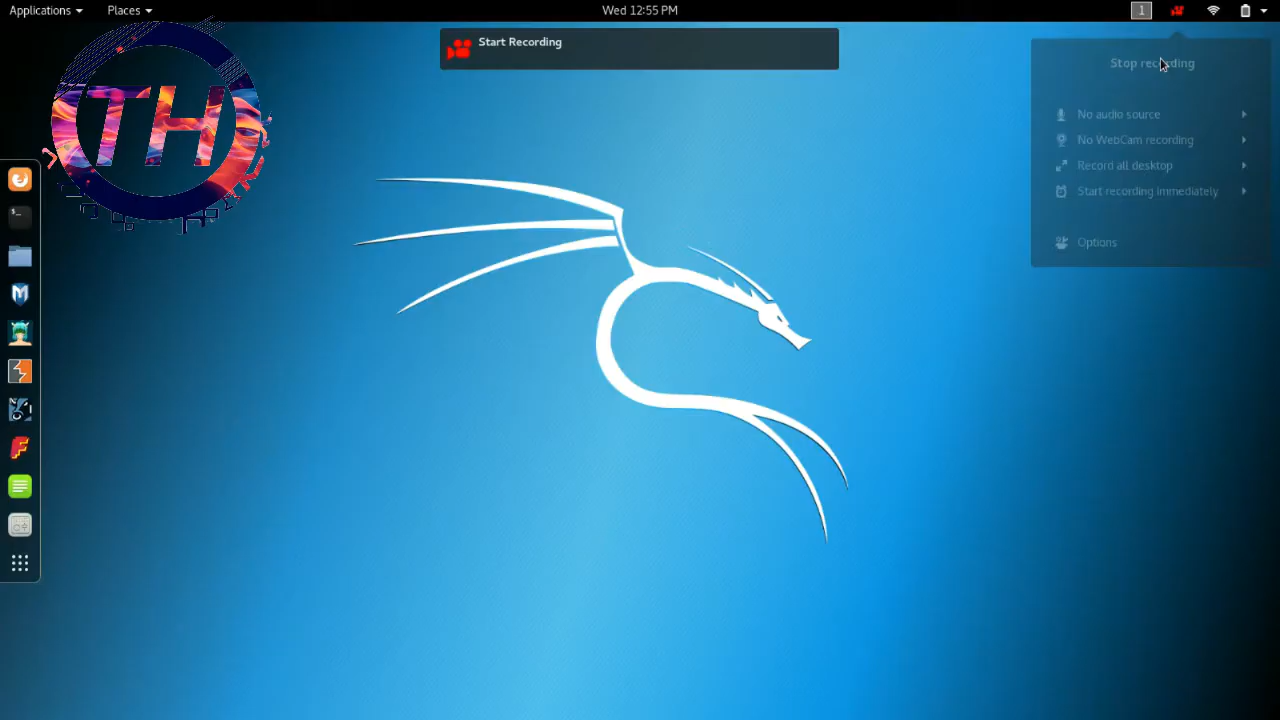 Applications
Places
Wed 12:55 PM
1
Start Recording
Stop recording
No audio source
No WebCam recording
Record all desktop
Start recording immediately
Options
TH